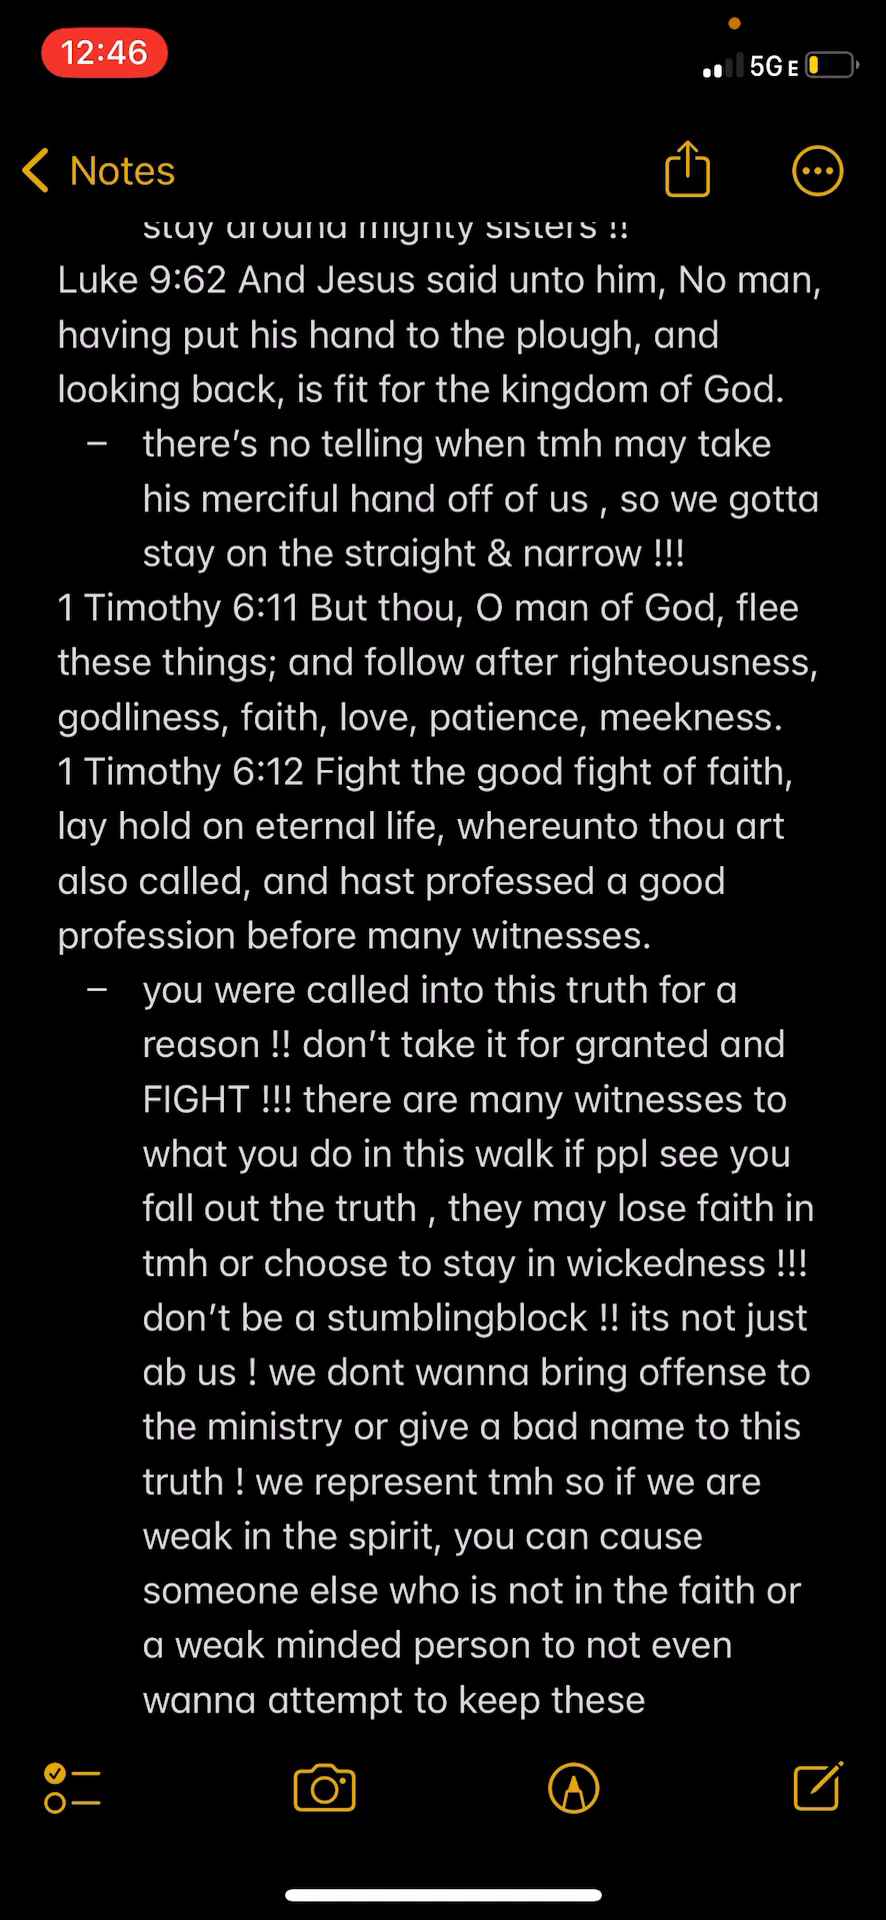 12:46
5GE
Notes
stay around mighty sisters !!
Luke 9:62 And Jesus said unto him, No man,
having put his hand to the plough, and
looking back, is fit for the kingdom of God.
– there’s no telling when tmh may take
his merciful hand off of us , so we gotta
stay on the straight & narrow !!!
1 Timothy 6:11 But thou, O man of God, flee
these things; and follow after righteousness,
godliness, faith, love, patience, meekness.
1 Timothy 6:12 Fight the good fight of faith,
lay hold on eternal life, whereunto thou art
also called, and hast professed a good
profession before many witnesses.
– you were called into this truth for a
reason !! don’t take it for granted and
FIGHT !!! there are many witnesses to
what you do in this walk if ppl see you
fall out the truth , they may lose faith in
tmh or choose to stay in wickedness !!!
don’t be a stumblingblock !! its not just
ab us ! we dont wanna bring offense to
the ministry or give a bad name to this
truth ! we represent tmh so if we are
weak in the spirit, you can cause
someone else who is not in the faith or
a weak minded person to not even
wanna attempt to keep these